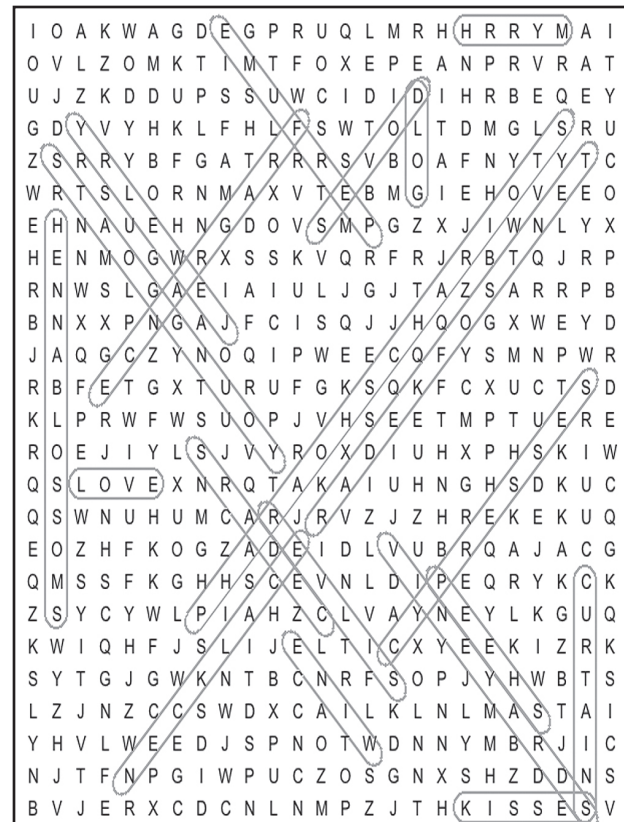 I O A K W A G D E G P R U Q L M R H H R R Y M A I
O V L Z O M K T I M T F O X E P E A N P R V R A T
U J Z K D D U P S S U W C I D I D I H R B E Q E Y
G D Y V Y H K L F H L F S W T O L T D M G L S R U
Z S R R Y B F G A T R R R S V B O A F N Y T Y T C
W R T S L O R N M A X V T E B M G I E H O V E E O
E H N A U E H N G D O V S M P G Z X J I W N L Y X
H E N M O G W R X S S K V Q R F R J R B T Q J R P
R N W S L G A E I A I U L J G J T A Z S A R R P B
B N X X P N G A J F C I S Q J J H Q O G X W E Y D
J A Q G C Z Y N O Q I P W E E C Q F Y S M N P W R
R B F E T G X T U R U F G K S Q K F C X U C T S D
K L P R W F W S U O P J V H S E E T M P T U E R E
R O E J I Y L S J V Y R O X D I U H X P H S K I W
Q S L O V E X N R Q T A K A I U H N G H S D K U C
Q S W N U H U M C A R J R V Z J Z H R E K E K U Q
E O Z H F K O G Z A D E I D L V U B R Q A J A C G
Q M S S F K G H H S C E V N L D I P E Q R Y K C K
Z S Y C Y W L P I A H Z C L V A Y N E Y L K G U Q
K W I Q H F J S L I J E L T I C X Y E E K I Z R K
S Y T G J G W K N T B C N R F S O P J Y H W B T S
L Z J N Z C C S W D X C A I L K L N L M A S T A I
Y H V L W E E D J S P N O T W D N N Y M B R J I C
N J T F N P G I W P U C Z O S G N X S H Z D D N S
B V J E R X C D C N L N M P Z J T H K I S S E S V